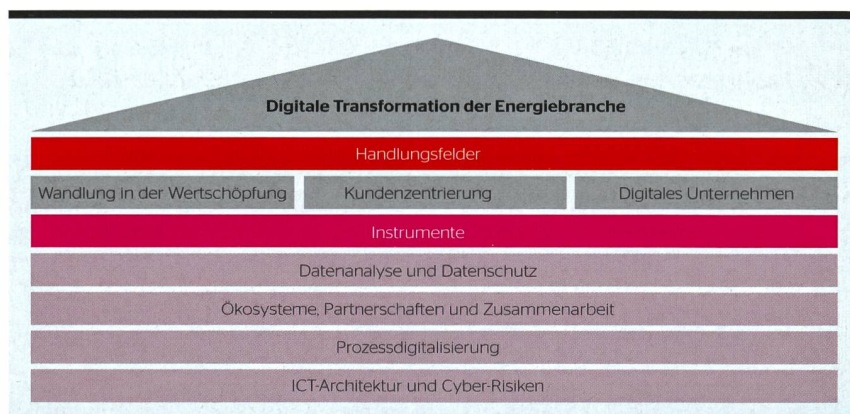 Digitale Transformation der Energiebranche
Handlungsfelder
Wandlung in der Wertschöpfung
Kundenzentrierung
Digitales Unternehmen
Instrumente
Datenanalyse und Datenschutz
Ökosysteme, Partnerschaften und Zusammenarbeit
Prozessdigitalisierung
ICT-Architektur und Cyber-Risiken